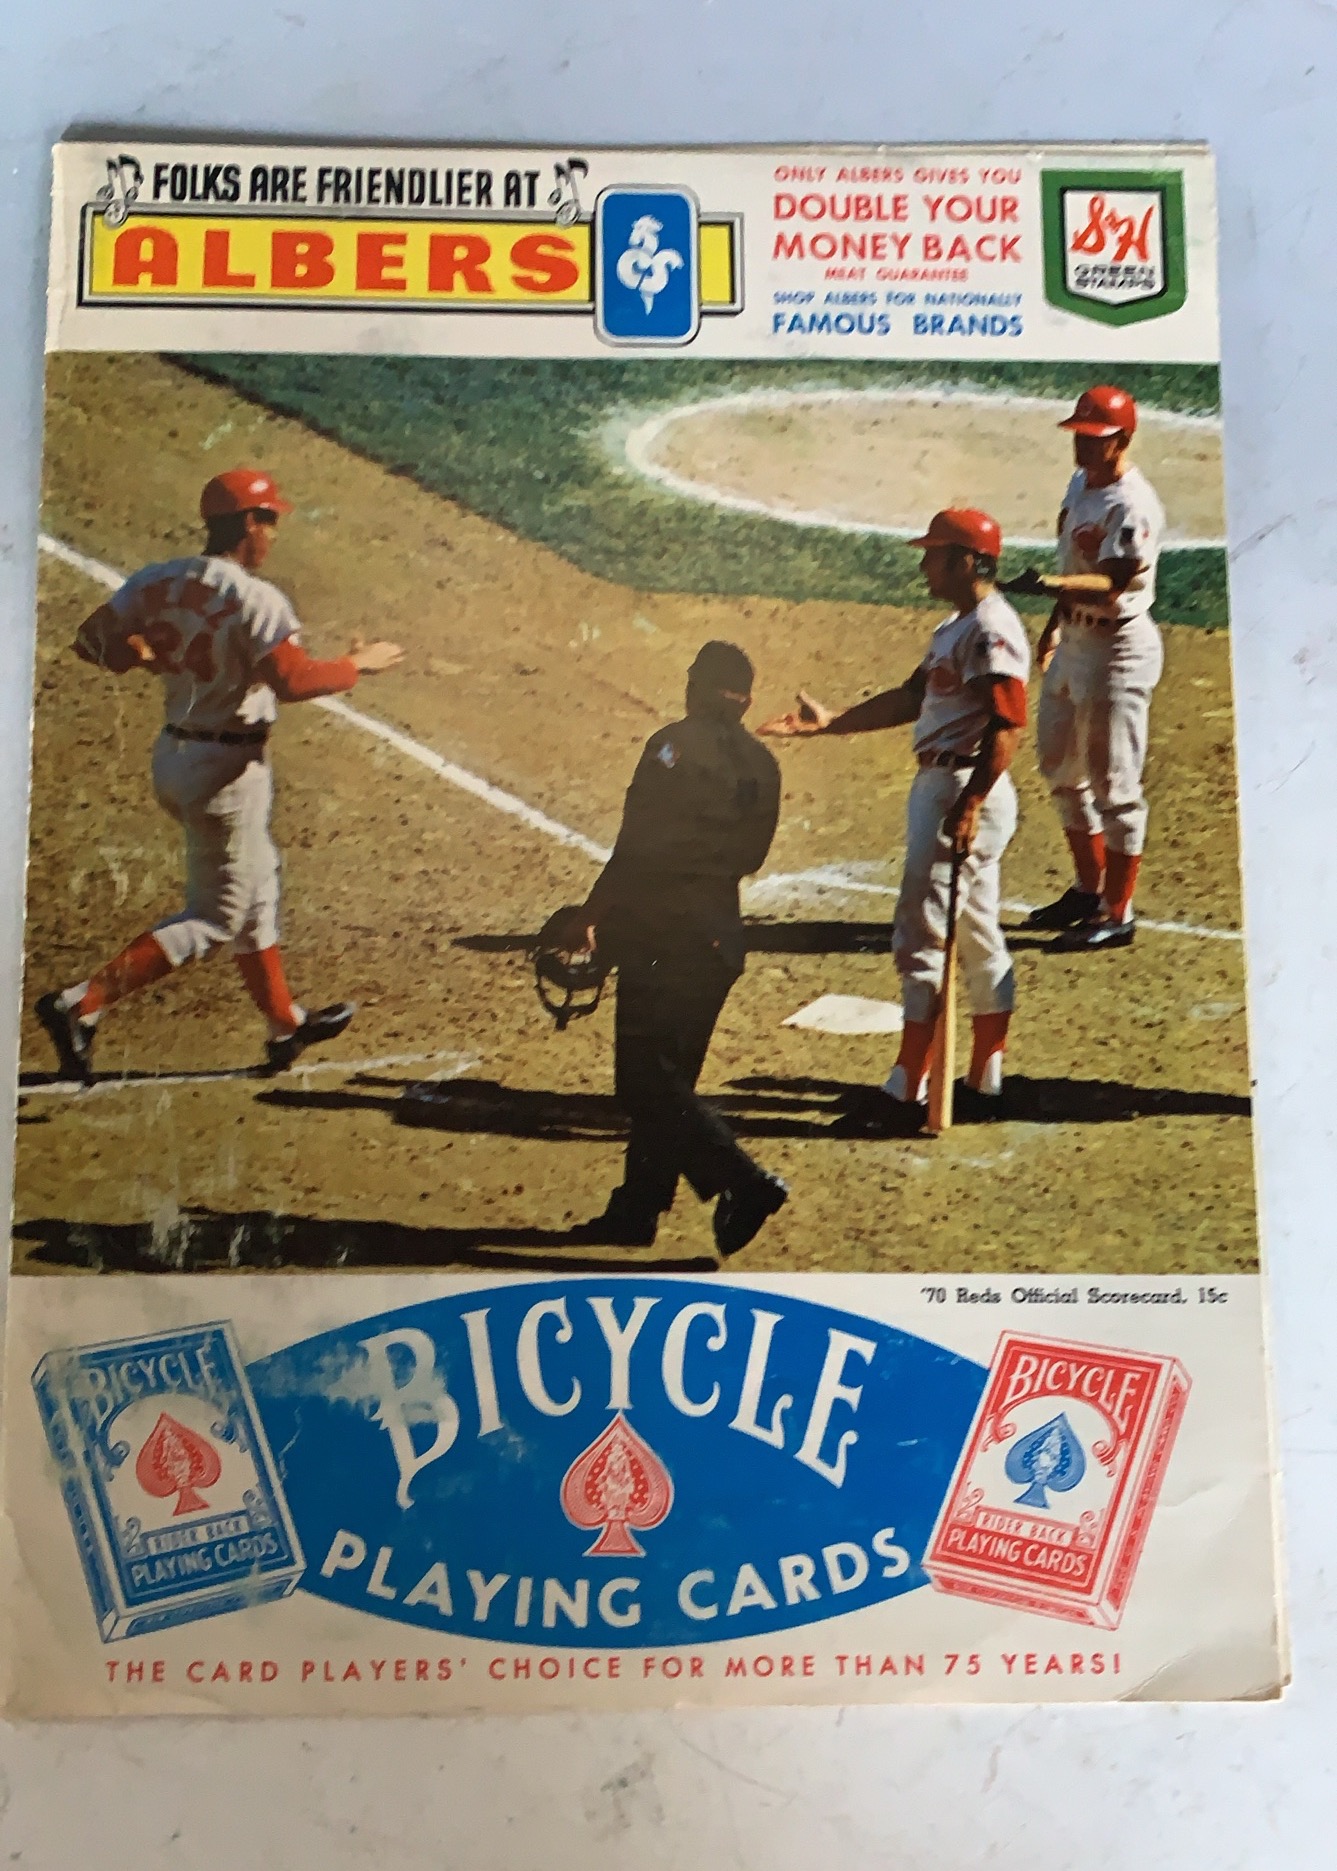 FOLKS ARE FRIENDLIER AT
ALBERS
ONLY ALBERS GIVES YOU
DOUBLE YOUR
MONEY BACK
MEAT GUARANTEE
SHOP ALBERS FOR NATIONALLY
FAMOUS BRANDS
S&H
GREEN
STAMPS
PEREZ
24
'70 Reds Official Scorecard, 15c
BICYCLE
RIDER BACK
PLAYING CARDS
BICYCLE
PLAYING CARDS
BICYCLE
RIDER BACK
PLAYING CARDS
THE CARD PLAYERS' CHOICE FOR MORE THAN 75 YEARS!